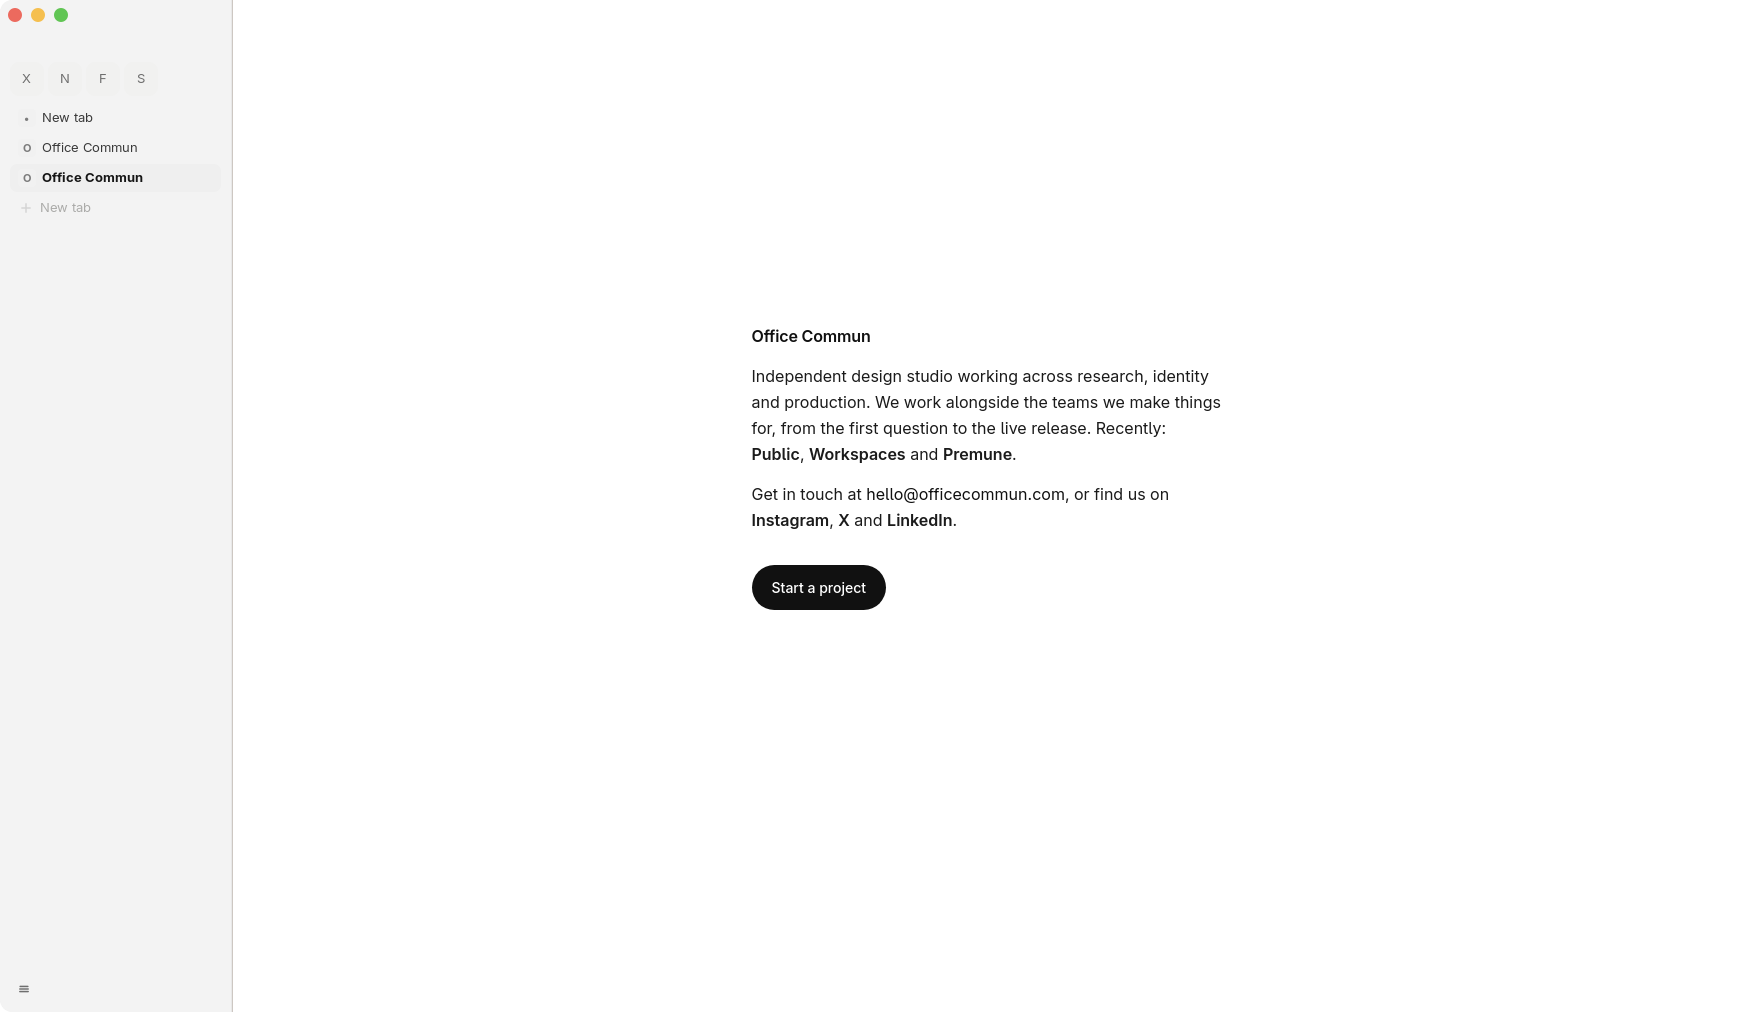 X N F S
New tab
O Office Commun
O Office Commun
+ New tab
Office Commun
Independent design studio working across research, identity
and production. We work alongside the teams we make things
for, from the first question to the live release. Recently:
Public, Workspaces and Premune.
Get in touch at hello@officecommun.com, or find us on
Instagram, X and LinkedIn.
Start a project